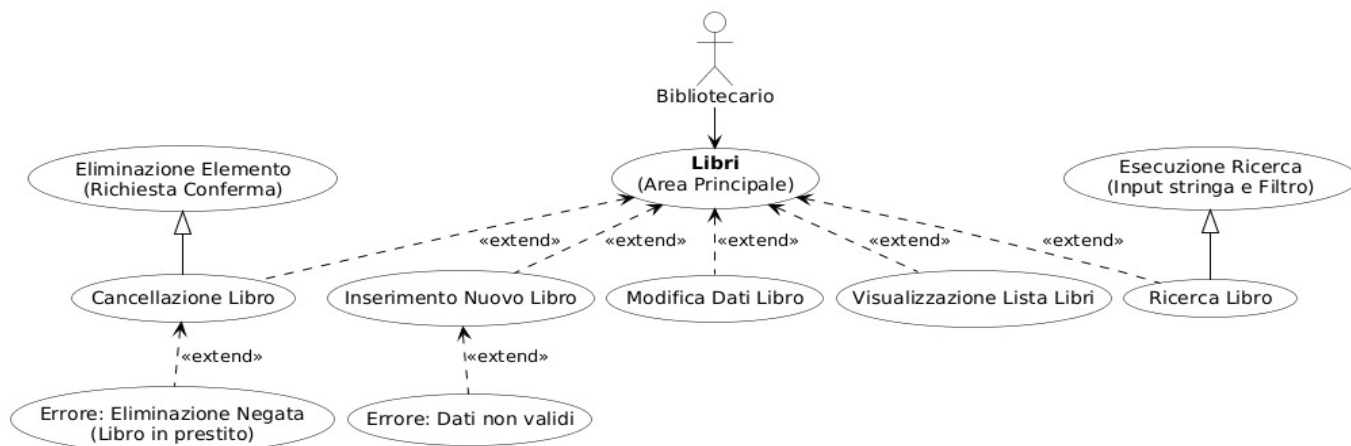 Bibliotecario
Eliminazione Elemento
(Richiesta Conferma)
Libri
(Area Principale)
Esecuzione Ricerca
(Input stringa e Filtro)
«extend»
«extend»
«extend»
«extend»
«extend»
Cancellazione Libro
Inserimento Nuovo Libro
Modifica Dati Libro
Visualizzazione Lista Libri
Ricerca Libro
«extend»
«extend»
Errore: Eliminazione Negata
(Libro in prestito)
Errore: Dati non validi